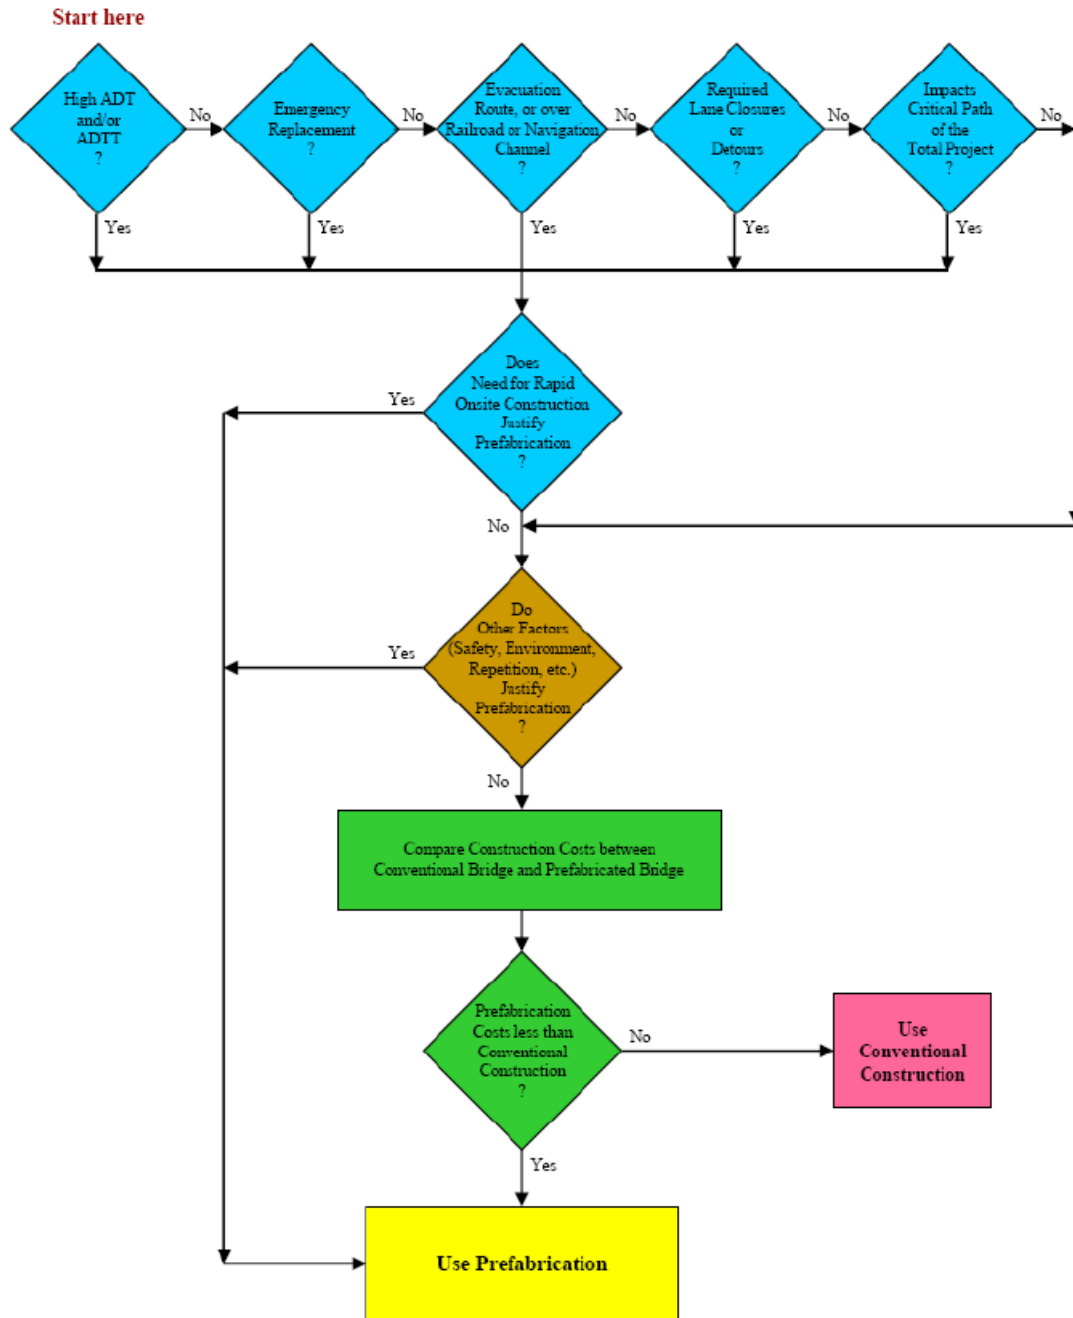 Start here
High ADT
and/or
ADTT
?
No
Emergency
Replacement
?
No
Evacuation
Route, or over
Railroad or Navigation
Channel
?
No
Required
Lane Closures
or
Detours
?
No
Impacts
Critical Path
of the
Total Project
?
No
Yes
Yes
Yes
Yes
Yes
Does
Need for Rapid
Onsite Construction
Justify
Prefabrication
?
Yes
No
Do
Other Factors
(Safety, Environment,
Repetition, etc.)
Justify
Prefabrication
?
Yes
No
Compare Construction Costs between
Conventional Bridge and Prefabricated Bridge
Prefabrication
Costs less than
Conventional
Construction
?
No
Use
Conventional
Construction
Yes
Use Prefabrication